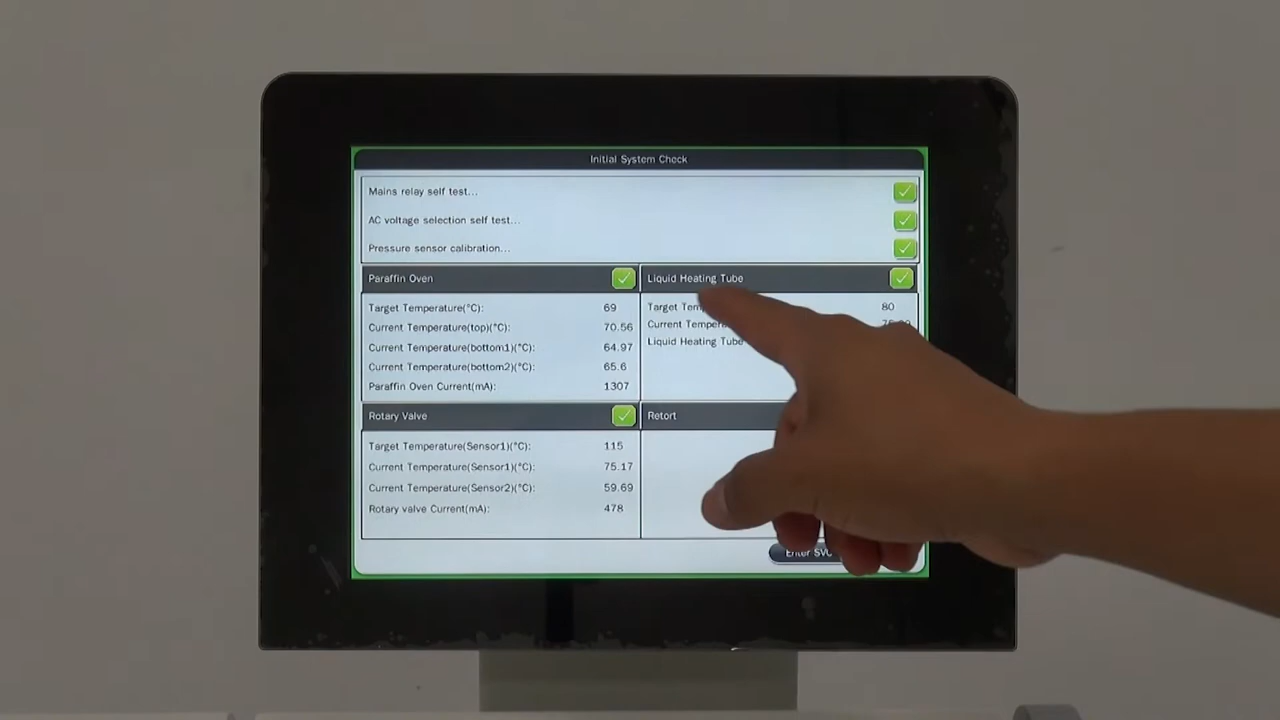 Initial System Check
Mains relay self test...
AC voltage selection self test...
Pressure sensor calibration...
Paraffin Oven
Liquid Heating Tube
Target Temperature(°C): 69
Current Temperature(top)(°C): 70.56
Current Temperature(bottom1)(°C): 64.97
Current Temperature(bottom2)(°C): 65.6
Paraffin Oven Current(mA): 1307
Target 80
Current
Liquid Heating Tube
Rotary Valve
Retort
Target Temperature(Sensor1)(°C): 115
Current Temperature(Sensor1)(°C): 75.17
Current Temperature(Sensor2)(°C): 59.69
Rotary valve Current(mA): 478
Enter